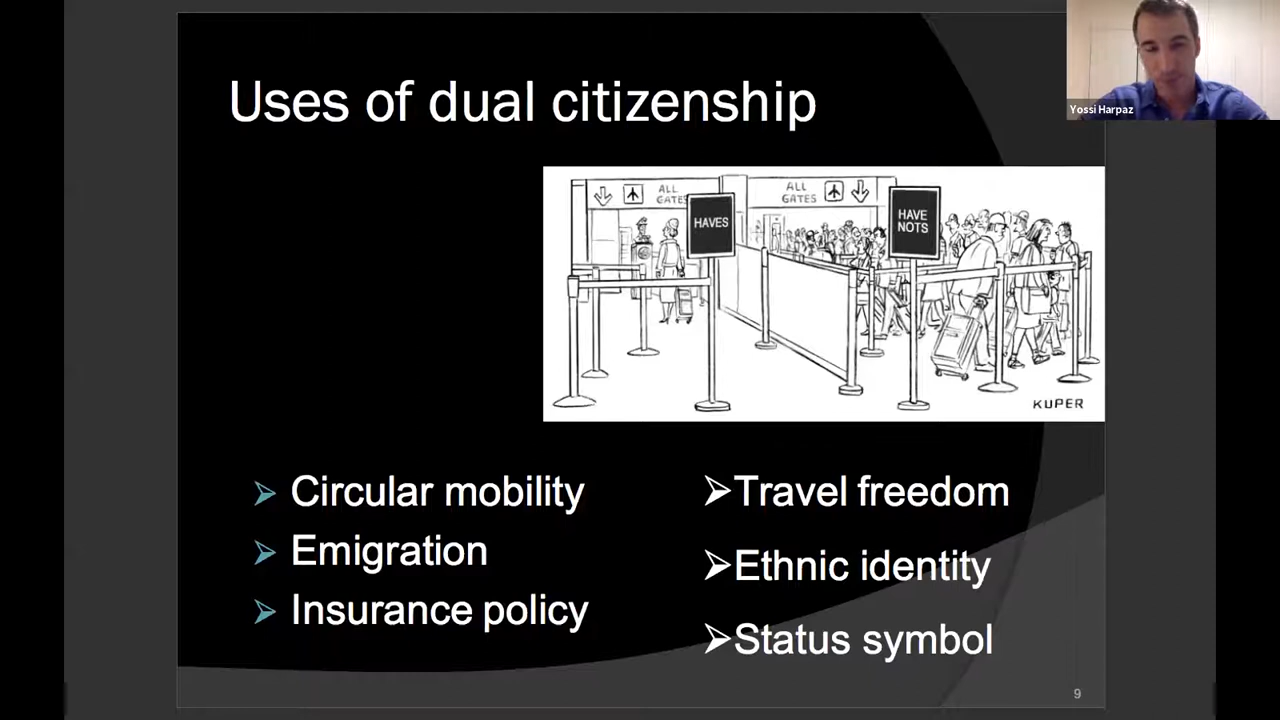 Yossi Harpaz
Uses of dual citizenship
ALL
GATES
HAVES
ALL
GATES
HAVE
NOTS
KUPER
Circular mobility
Emigration
Insurance policy
Travel freedom
Ethnic identity
Status symbol
9